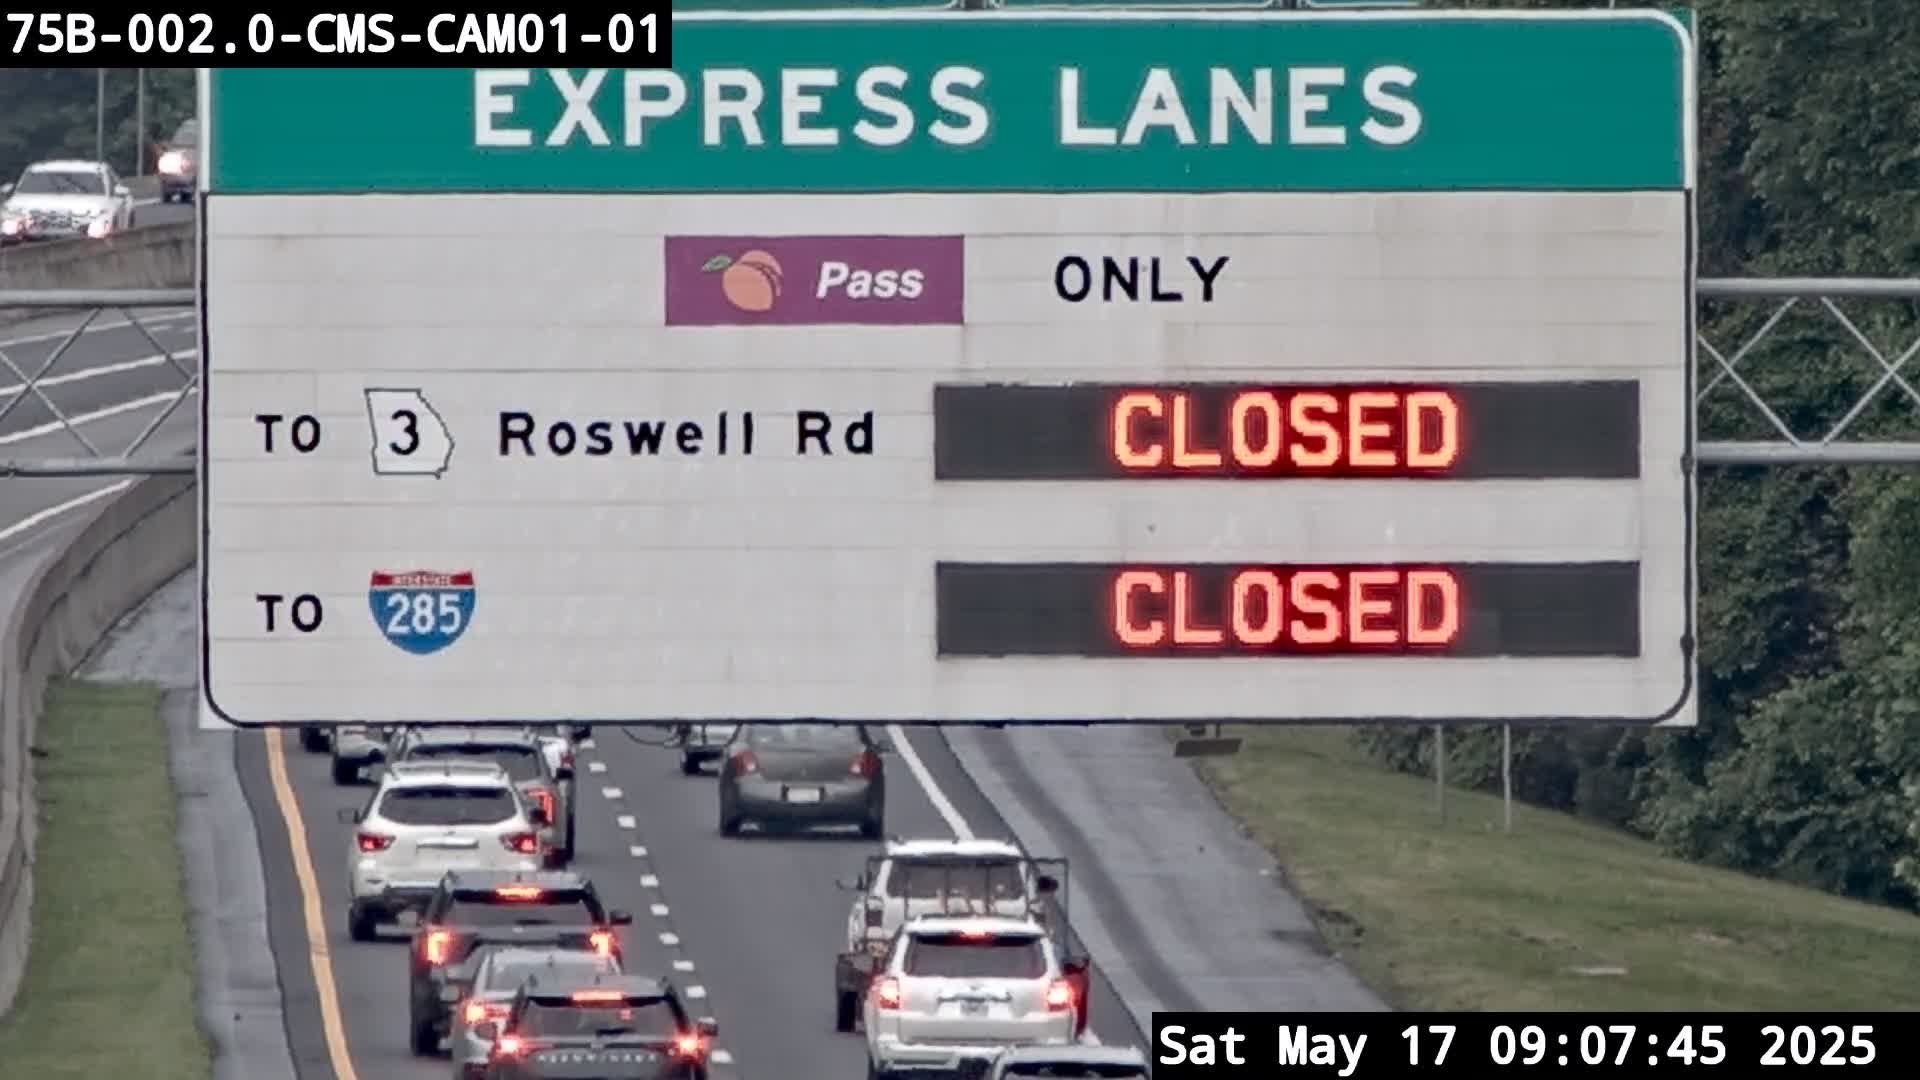 75B-002.0-CMS-CAM01-01
EXPRESS LANES
Pass ONLY
TO 3 Roswell Rd CLOSED
TO INTERSTATE 285 CLOSED
Sat May 17 09:07:45 2025